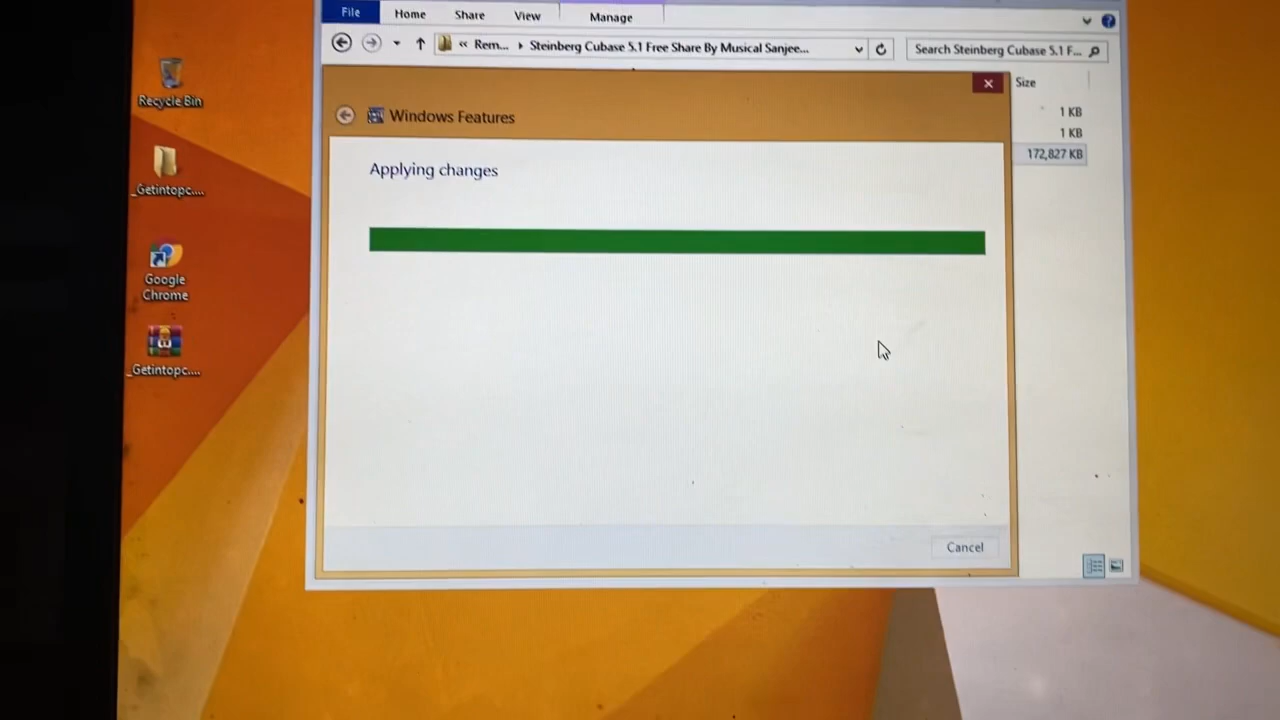 File
Home
Share
View
Manage
« Rem...
Steinberg Cubase 5.1 Free Share By Musical Sanjee...
Search Steinberg Cubase 5.1 F...
Size
Recycle Bin
Windows Features
1 KB
1 KB
172,827 KB
Applying changes
_Getintopc....
Google
Chrome
_Getintopc....
Cancel